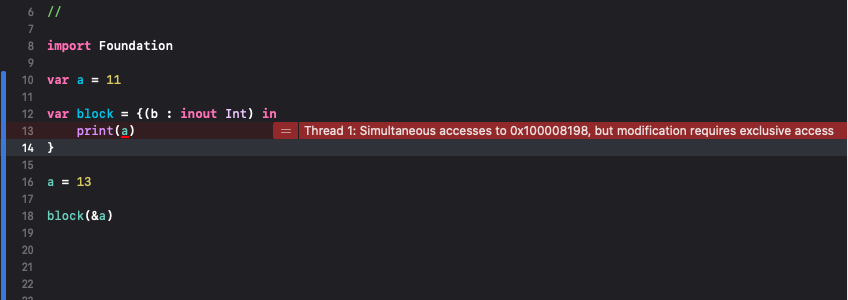 6 //
7
8 import Foundation
9
10 var a = 11
11
12 var block = {(b : inout Int) in
13 print(a) = Thread 1: Simultaneous accesses to 0x100008198, but modification requires exclusive access
14 }
15
16 a = 13
17
18 block(&a)
19
20
21
22
23